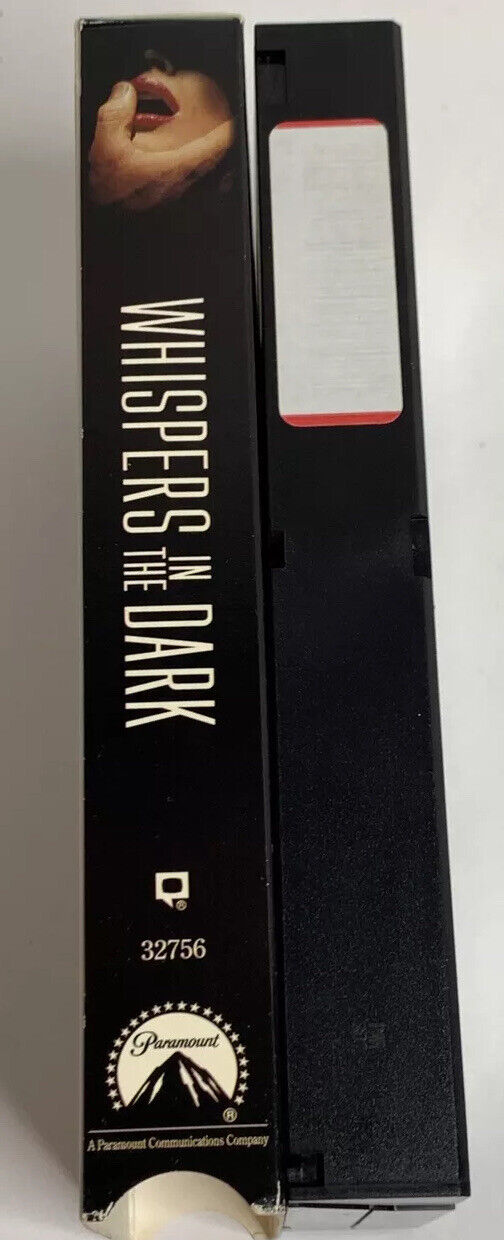 WHISPERS IN THE DARK
®
32756
Paramount
®
A Paramount Communications Company